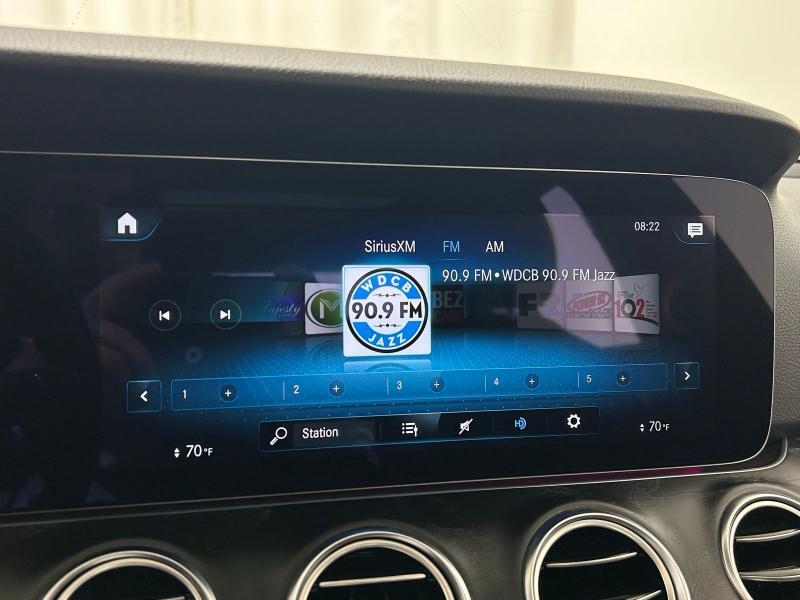 SiriusXM FM AM 08:22
90.9 FM•WDCB 90.9 FM Jazz
WDCB
90.9 FM
JAZZ
102
1 2 3 4 5
Station HD
70°F 70°F